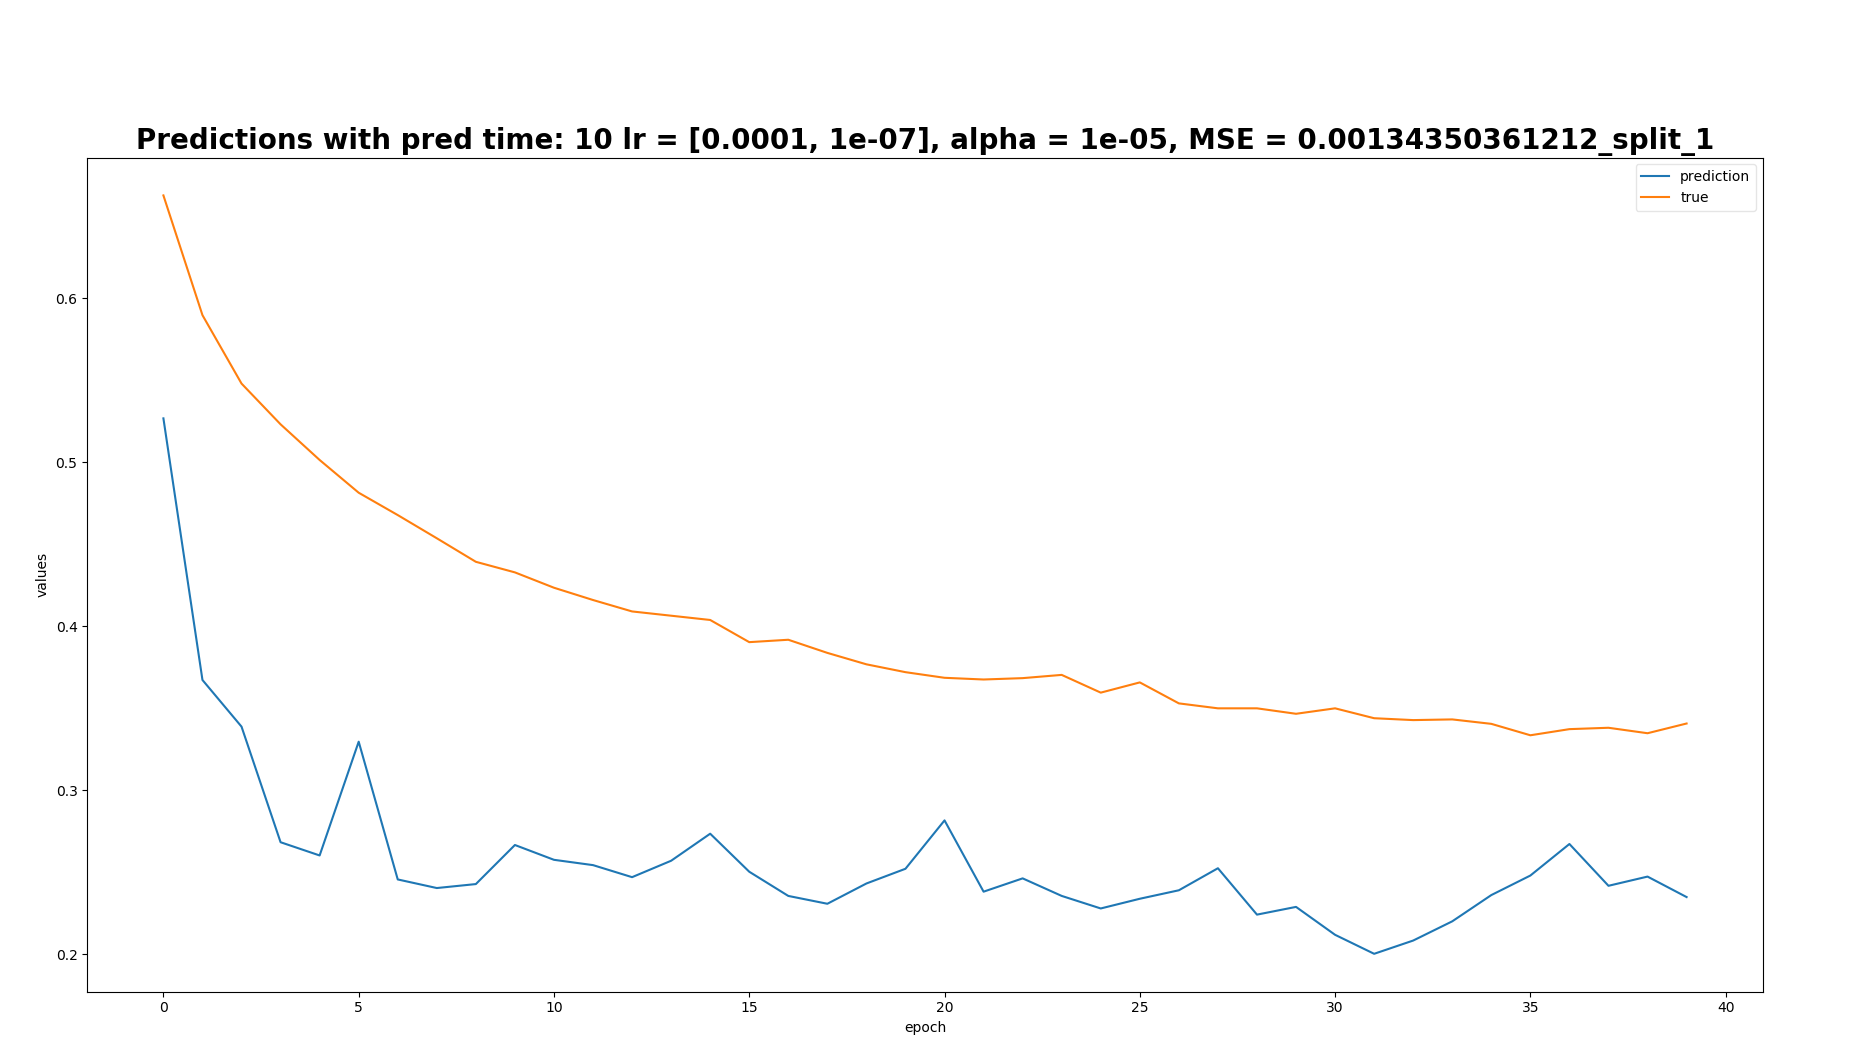 Predictions with pred time: 10 lr = [0.0001, 1e-07], alpha = 1e-05, MSE = 0.00134350361212_split_1
prediction
true
values
0.6
0.5
0.4
0.3
0.2
0 5 10 15 20 25 30 35 40
epoch